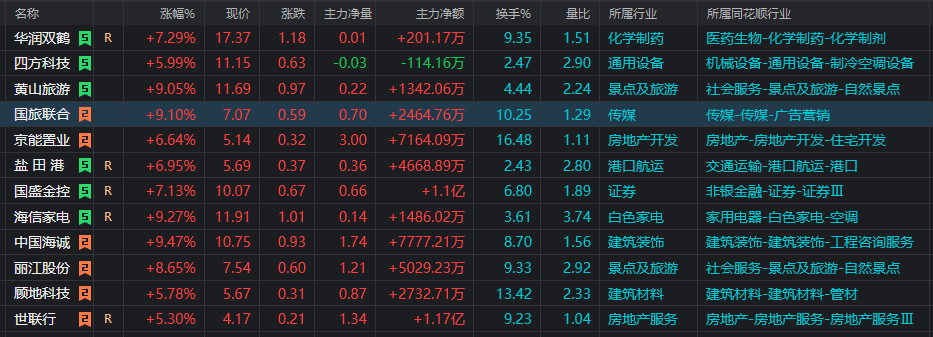 名称 涨幅% 现价 涨跌 主力净量 主力净额 换手% 量比 所属行业 所属同花顺行业
华润双鹤 5 R +7.29% 17.37 1.18 0.01 +201.17万 9.35 1.51 化学制药 医药生物-化学制药-化学制剂
四方科技 5 +5.99% 11.15 0.63 -0.03 -114.16万 2.47 2.90 通用设备 机械设备-通用设备-制冷空调设备
黄山旅游 5 +9.05% 11.69 0.97 0.22 +1342.06万 4.44 2.24 景点及旅游 社会服务-景点及旅游-自然景点
国旅联合 2 +9.10% 7.07 0.59 0.70 +2464.76万 10.25 1.29 传媒 传媒-传媒-广告营销
京能置业 2 +6.64% 5.14 0.32 3.00 +7164.09万 16.48 1.11 房地产开发 房地产-房地产开发-住宅开发
盐 田 港 5 R +6.95% 5.69 0.37 0.36 +4668.89万 2.43 2.80 港口航运 交通运输-港口航运-港口
国盛金控 2 R +7.13% 10.07 0.67 0.66 +1.1亿 6.80 1.89 证券 非银金融-证券-证券Ⅲ
海信家电 5 R +9.27% 11.91 1.01 0.14 +1486.02万 3.61 3.74 白色家电 家用电器-白色家电-空调
中国海诚 2 +9.47% 10.75 0.93 1.74 +7777.21万 8.70 1.56 建筑装饰 建筑装饰-建筑装饰-工程咨询服务
丽江股份 2 +8.65% 7.54 0.60 1.21 +5029.23万 9.33 2.92 景点及旅游 社会服务-景点及旅游-自然景点
顾地科技 2 +5.78% 5.67 0.31 0.87 +2732.71万 13.42 2.33 建筑材料 建筑材料-建筑材料-管材
世联行 2 R +5.30% 4.17 0.21 1.34 +1.17亿 9.23 1.04 房地产服务 房地产-房地产服务-房地产服务Ⅲ